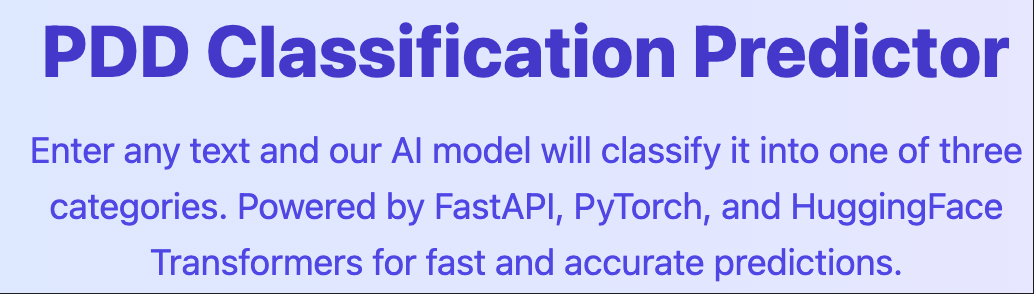 PDD Classification Predictor
Enter any text and our AI model will classify it into one of three
categories. Powered by FastAPI, PyTorch, and HuggingFace
Transformers for fast and accurate predictions.